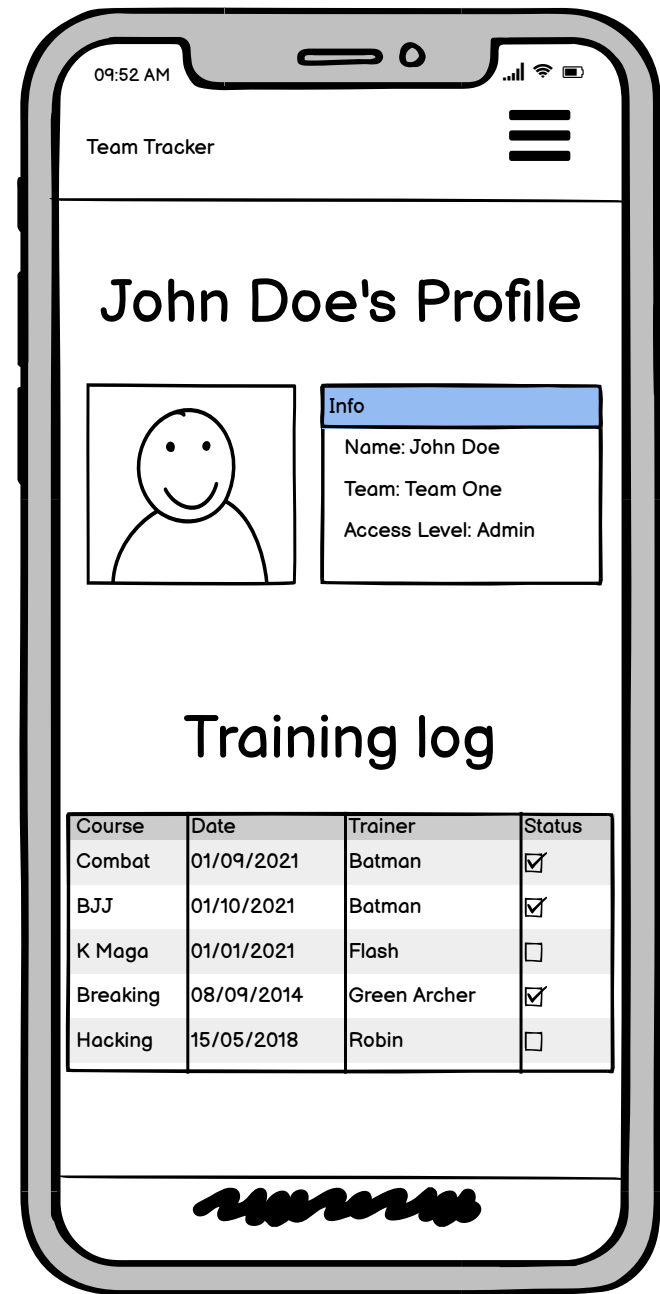 09:52 AM
Team Tracker
John Doe's Profile
Info
Name: John Doe
Team: Team One
Access Level: Admin
Training log
Course Date Trainer Status
Combat 01/09/2021 Batman
BJJ 01/10/2021 Batman
K Maga 01/01/2021 Flash
Breaking 08/09/2014 Green Archer
Hacking 15/05/2018 Robin